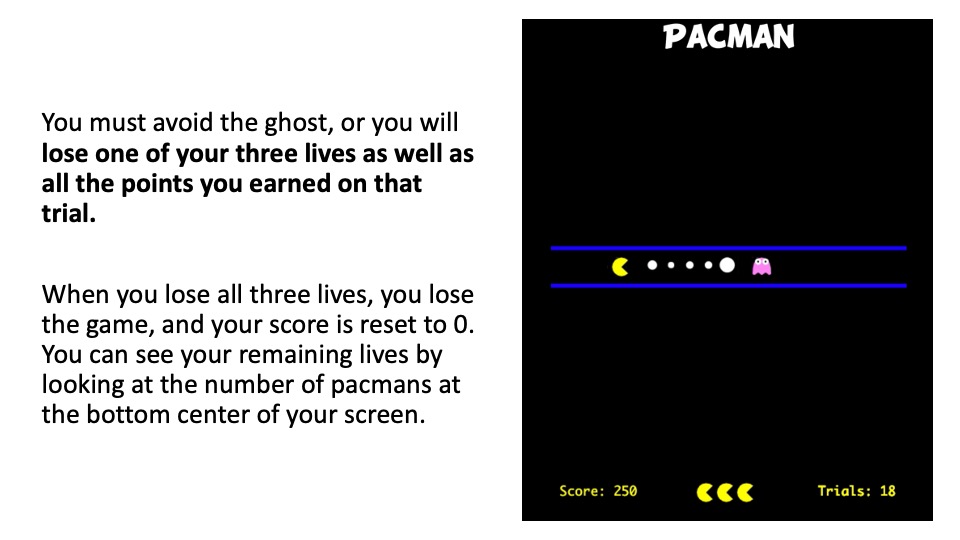 PACMAN
You must avoid the ghost, or you will
lose one of your three lives as well as
all the points you earned on that
trial.
When you lose all three lives, you lose
the game, and your score is reset to 0.
You can see your remaining lives by
looking at the number of pacmans at
the bottom center of your screen.
Score: 250
Trials: 18